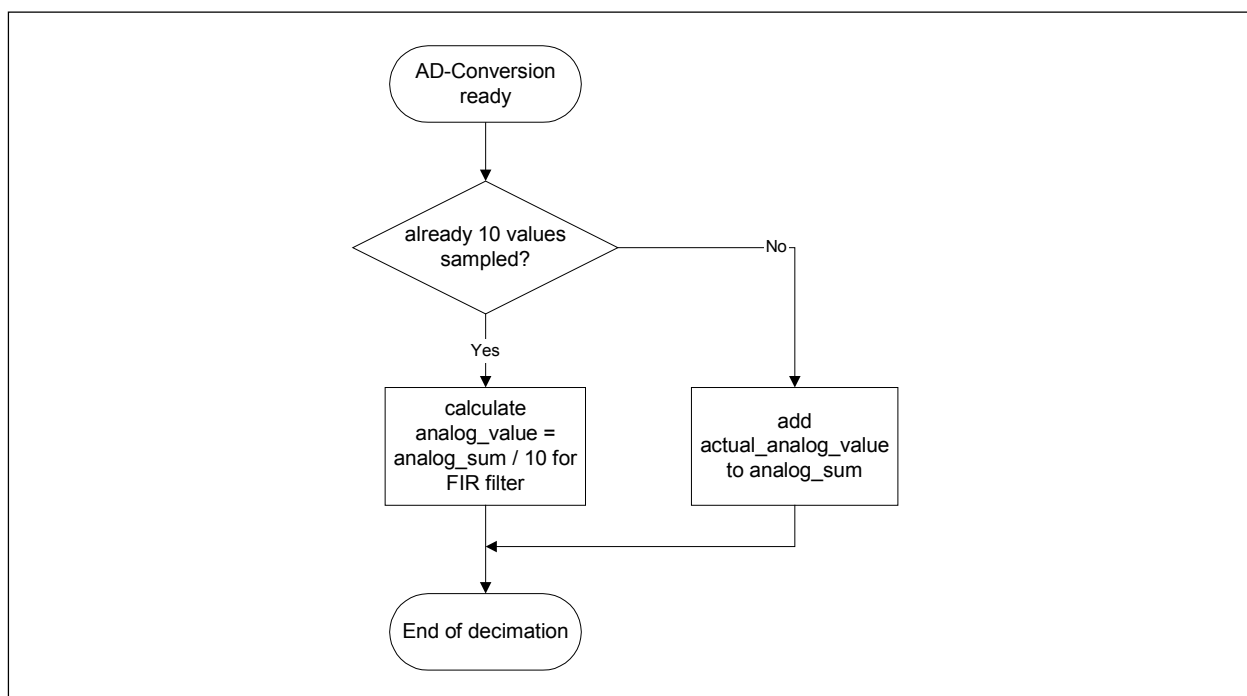 AD-Conversion
ready
already 10 values
sampled?
No
Yes
calculate
analog_value =
analog_sum / 10 for
FIR filter
add
actual_analog_value
to analog_sum
End of decimation